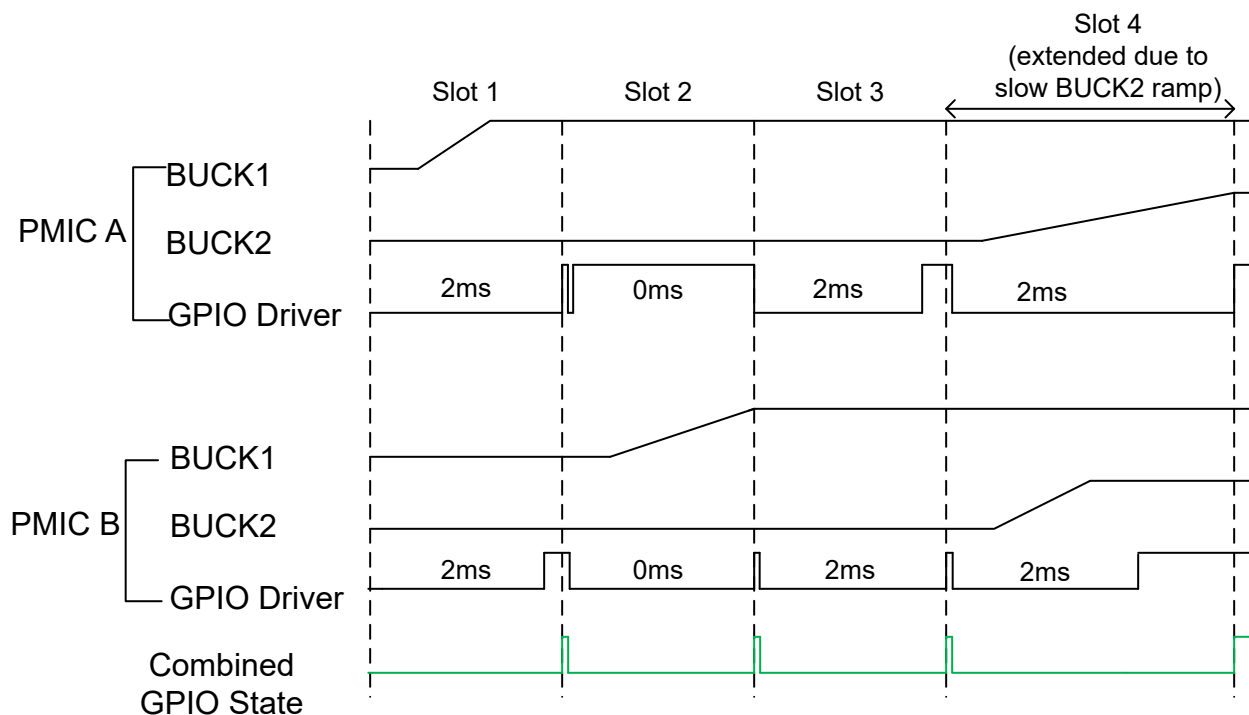 Slot 4
(extended due to
slow BUCK2 ramp)
Slot 1
Slot 2
Slot 3
PMIC A
BUCK1
BUCK2
GPIO Driver
2ms
0ms
2ms
2ms
PMIC B
BUCK1
BUCK2
GPIO Driver
2ms
0ms
2ms
2ms
Combined
GPIO State